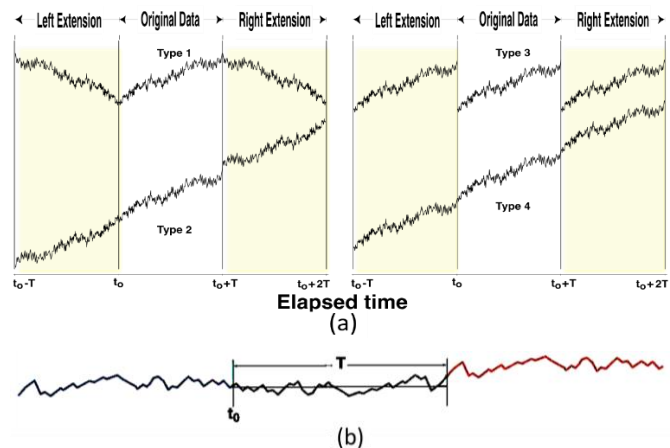 Left Extension Original Data Right Extension Left Extension Original Data Right Extension
Type 1 Type 3
Type 2 Type 4
to-T to to+T to+2T to-T to to+T to+2T
Elapsed time
(a)
T
t0
(b)